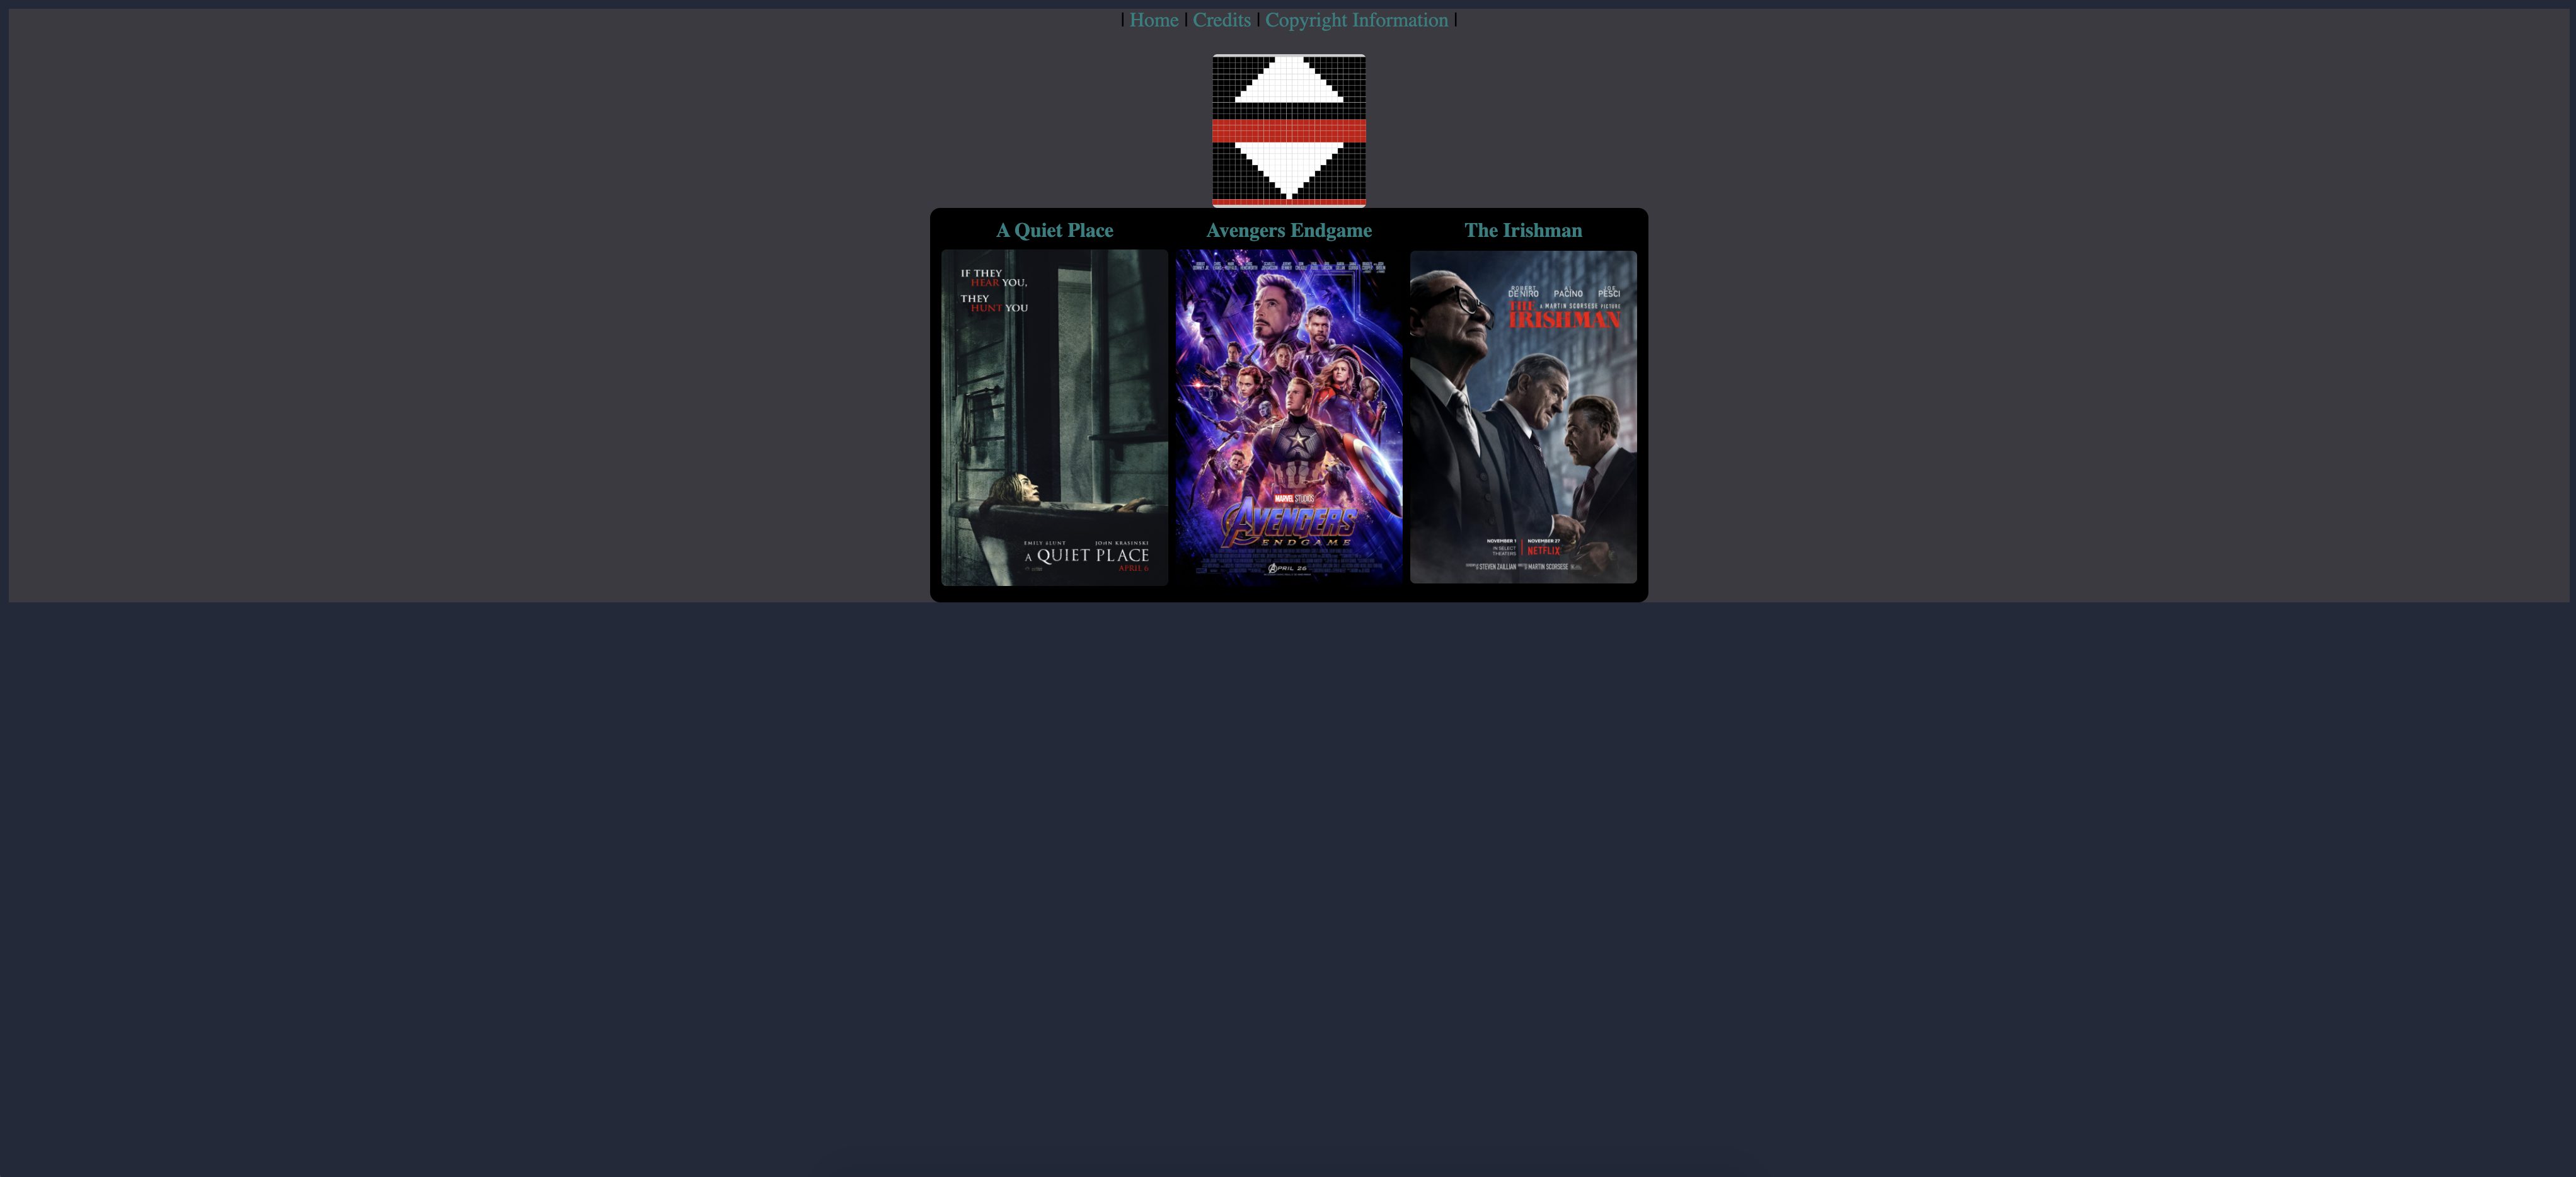 | Home | Credits | Copyright Information |
A Quiet Place
Avengers Endgame
The Irishman
IF THEY
HEAR YOU,
THEY
HUNT YOU
EMILY BLUNT JOHN KRASINSKI
A QUIET PLACE
APRIL 6
MARVEL STUDIOS
AVENGERS
ENDGAME
APRIL 26
ROBERT DE NIRO AL PACINO JOE PESCI
A MARTIN SCORSESE PICTURE
THE
IRISHMAN
NOVEMBER 1 NOVEMBER 27
IN SELECT THEATERS NETFLIX
STEVEN ZAILLIAN MARTIN SCORSESE